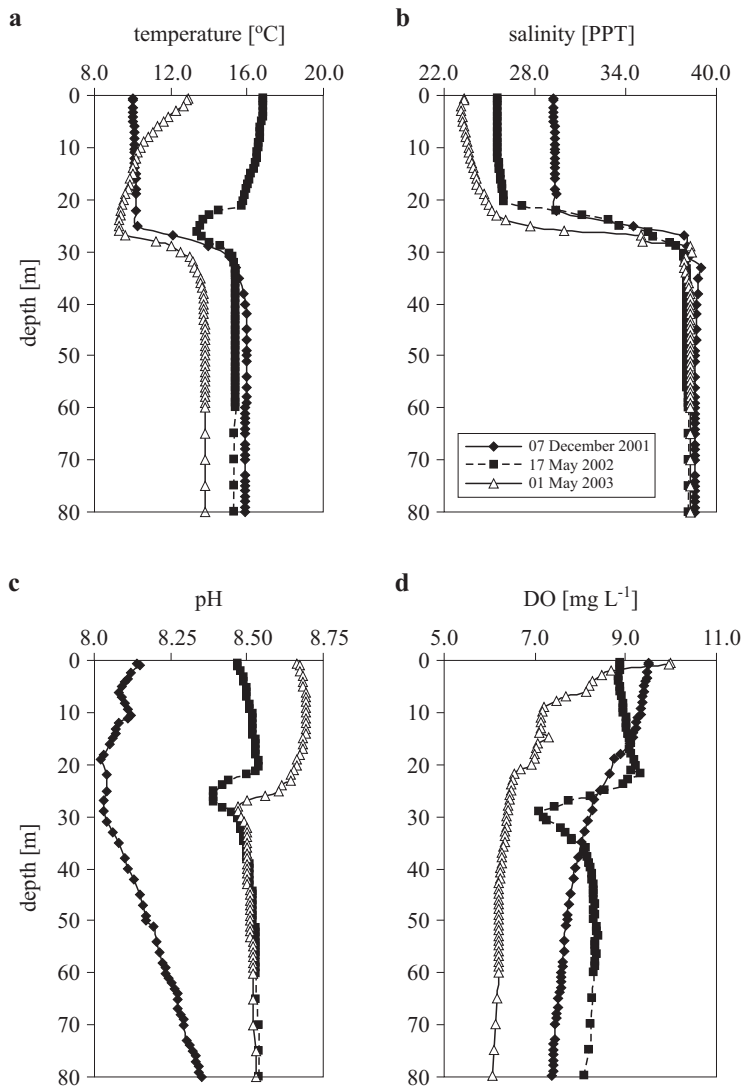 a
temperature [°C]
8.0 12.0 16.0 20.0
0
10
20
30
40
50
60
70
80
depth [m]
b
salinity [PPT]
22.0 28.0 34.0 40.0
0
10
20
30
40
50
60
70
80
07 December 2001
17 May 2002
01 May 2003
c
pH
8.0 8.25 8.50 8.75
0
10
20
30
40
50
60
70
80
depth [m]
d
DO [mg L-1]
5.0 7.0 9.0 11.0
0
10
20
30
40
50
60
70
80